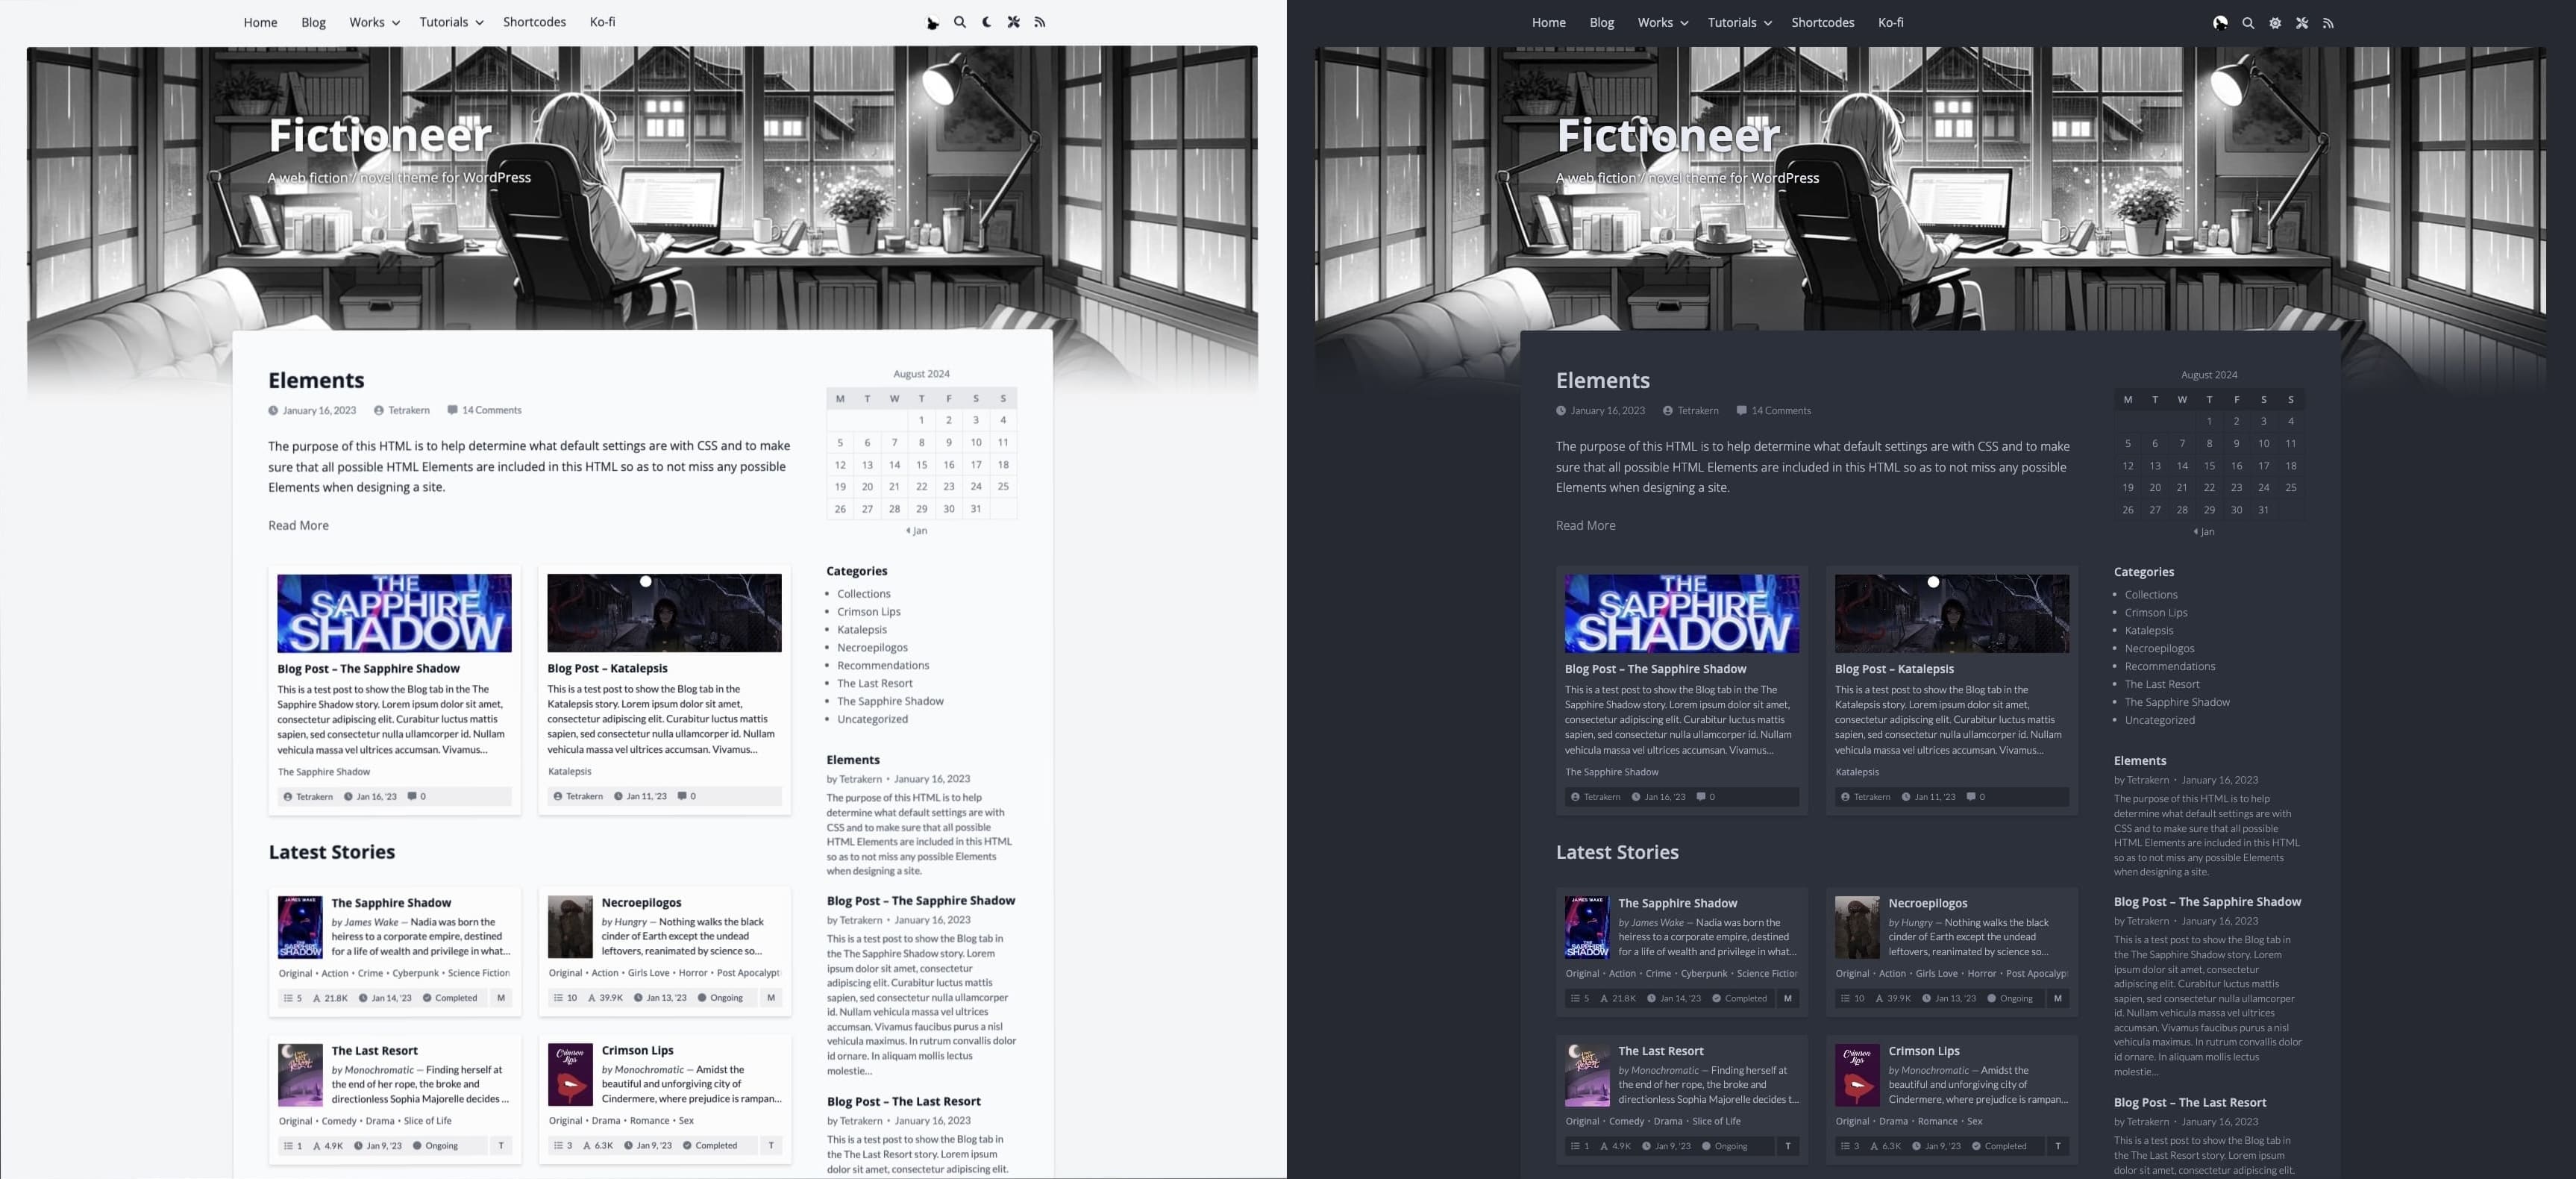 Home Blog Works Tutorials Shortcodes Ko-fi
Fictioneer
A web fiction / novel theme for WordPress
Elements
January 16, 2023 Tetrakern 14 Comments
The purpose of this HTML is to help determine what default settings are with CSS and to make
sure that all possible HTML Elements are included in this HTML so as to not miss any possible
Elements when designing a site.
Read More
THE
SAPPHIRE
SHADOW
Blog Post – The Sapphire Shadow
This is a test post to show the Blog tab in the The
Sapphire Shadow story. Lorem ipsum dolor sit amet,
consectetur adipiscing elit. Curabitur luctus mattis
sapien, sed consectetur nulla ullamcorper id. Nullam
vehicula massa vel ultrices accumsan. Vivamus...
The Sapphire Shadow
Tetrakern Jan 16, '23 0
Blog Post – Katalepsis
This is a test post to show the Blog tab in the
Katalepsis story. Lorem ipsum dolor sit amet,
consectetur adipiscing elit. Curabitur luctus mattis
sapien, sed consectetur nulla ullamcorper id. Nullam
vehicula massa vel ultrices accumsan. Vivamus...
Katalepsis
Tetrakern Jan 11, '23 0
Latest Stories
JAMES WAKE
THE
SAPPHIRE
SHADOW
The Sapphire Shadow
by James Wake — Nadia was born the
heiress to a corporate empire, destined
for a life of wealth and privilege in what...
Original • Action • Crime • Cyberpunk • Science Fiction
5 21.8K Jan 14, '23 Completed M
Necroepilogos
by Hungry — Nothing walks the black
cinder of Earth except the undead
leftovers, reanimated by science so...
Original • Action • Girls Love • Horror • Post Apocalypt
10 39.9K Jan 13, '23 Ongoing M
The Last Resort
The Last Resort
by Monochromatic — Finding herself at
the end of her rope, the broke and
directionless Sophia Majorelle decides ...
Original • Comedy • Drama • Slice of Life
1 4.9K Jan 9, '23 Ongoing T
Crimson Lips
Crimson Lips
by Monochromatic — Amidst the
beautiful and unforgiving city of
Cindermere, where prejudice is rampan...
Original • Drama • Romance • Sex
3 6.3K Jan 9, '23 Completed T
August 2024
M T W T F S S
1 2 3 4
5 6 7 8 9 10 11
12 13 14 15 16 17 18
19 20 21 22 23 24 25
26 27 28 29 30 31
Jan
Categories
Collections
Crimson Lips
Katalepsis
Necroepilogos
Recommendations
The Last Resort
The Sapphire Shadow
Uncategorized
Elements
by Tetrakern • January 16, 2023
The purpose of this HTML is to help
determine what default settings are with
CSS and to make sure that all possible
HTML Elements are included in this HTML
so as to not miss any possible Elements
when designing a site.
Blog Post – The Sapphire Shadow
by Tetrakern • January 16, 2023
This is a test post to show the Blog tab in
the The Sapphire Shadow story. Lorem
ipsum dolor sit amet, consectetur
adipiscing elit. Curabitur luctus mattis
sapien, sed consectetur nulla ullamcorper
id. Nullam vehicula massa vel ultrices
accumsan. Vivamus faucibus purus a nisl
vehicula maximus. In rutrum convallis dolor
id ornare. In aliquam mollis lectus
molestie...
Blog Post – The Last Resort
by Tetrakern • January 16, 2023
This is a test post to show the Blog tab in
the The Last Resort story. Lorem ipsum
dolor sit amet, consectetur adipiscing elit.
Home Blog Works Tutorials Shortcodes Ko-fi
Fictioneer
A web fiction / novel theme for WordPress
Elements
January 16, 2023 Tetrakern 14 Comments
The purpose of this HTML is to help determine what default settings are with CSS and to make
sure that all possible HTML Elements are included in this HTML so as to not miss any possible
Elements when designing a site.
Read More
THE
SAPPHIRE
SHADOW
Blog Post – The Sapphire Shadow
This is a test post to show the Blog tab in the The
Sapphire Shadow story. Lorem ipsum dolor sit amet,
consectetur adipiscing elit. Curabitur luctus mattis
sapien, sed consectetur nulla ullamcorper id. Nullam
vehicula massa vel ultrices accumsan. Vivamus...
The Sapphire Shadow
Tetrakern Jan 16, '23 0
Blog Post – Katalepsis
This is a test post to show the Blog tab in the
Katalepsis story. Lorem ipsum dolor sit amet,
consectetur adipiscing elit. Curabitur luctus mattis
sapien, sed consectetur nulla ullamcorper id. Nullam
vehicula massa vel ultrices accumsan. Vivamus...
Katalepsis
Tetrakern Jan 11, '23 0
Latest Stories
JAMES WAKE
THE
SAPPHIRE
SHADOW
The Sapphire Shadow
by James Wake — Nadia was born the
heiress to a corporate empire, destined
for a life of wealth and privilege in what...
Original • Action • Crime • Cyberpunk • Science Fiction
5 21.8K Jan 14, '23 Completed M
Necroepilogos
by Hungry — Nothing walks the black
cinder of Earth except the undead
leftovers, reanimated by science so...
Original • Action • Girls Love • Horror • Post Apocalyp
10 39.9K Jan 13, '23 Ongoing M
The Last Resort
The Last Resort
by Monochromatic — Finding herself at
the end of her rope, the broke and
directionless Sophia Majorelle decides t...
Original • Comedy • Drama • Slice of Life
1 4.9K Jan 9, '23 Ongoing T
Crimson Lips
Crimson Lips
by Monochromatic — Amidst the
beautiful and unforgiving city of
Cindermere, where prejudice is rampan...
Original • Drama • Romance • Sex
3 6.3K Jan 9, '23 Completed T
August 2024
M T W T F S S
1 2 3 4
5 6 7 8 9 10 11
12 13 14 15 16 17 18
19 20 21 22 23 24 25
26 27 28 29 30 31
Jan
Categories
Collections
Crimson Lips
Katalepsis
Necroepilogos
Recommendations
The Last Resort
The Sapphire Shadow
Uncategorized
Elements
by Tetrakern • January 16, 2023
The purpose of this HTML is to help
determine what default settings are with
CSS and to make sure that all possible
HTML Elements are included in this HTML
so as to not miss any possible Elements
when designing a site.
Blog Post – The Sapphire Shadow
by Tetrakern • January 16, 2023
This is a test post to show the Blog tab in
the The Sapphire Shadow story. Lorem
ipsum dolor sit amet, consectetur
adipiscing elit. Curabitur luctus mattis
sapien, sed consectetur nulla ullamcorper
id. Nullam vehicula massa vel ultrices
accumsan. Vivamus faucibus purus a nisl
vehicula maximus. In rutrum convallis dolor
id ornare. In aliquam mollis lectus
molestie...
Blog Post – The Last Resort
by Tetrakern • January 16, 2023
This is a test post to show the Blog tab in
the The Last Resort story. Lorem ipsum
dolor sit amet, consectetur adipiscing elit.